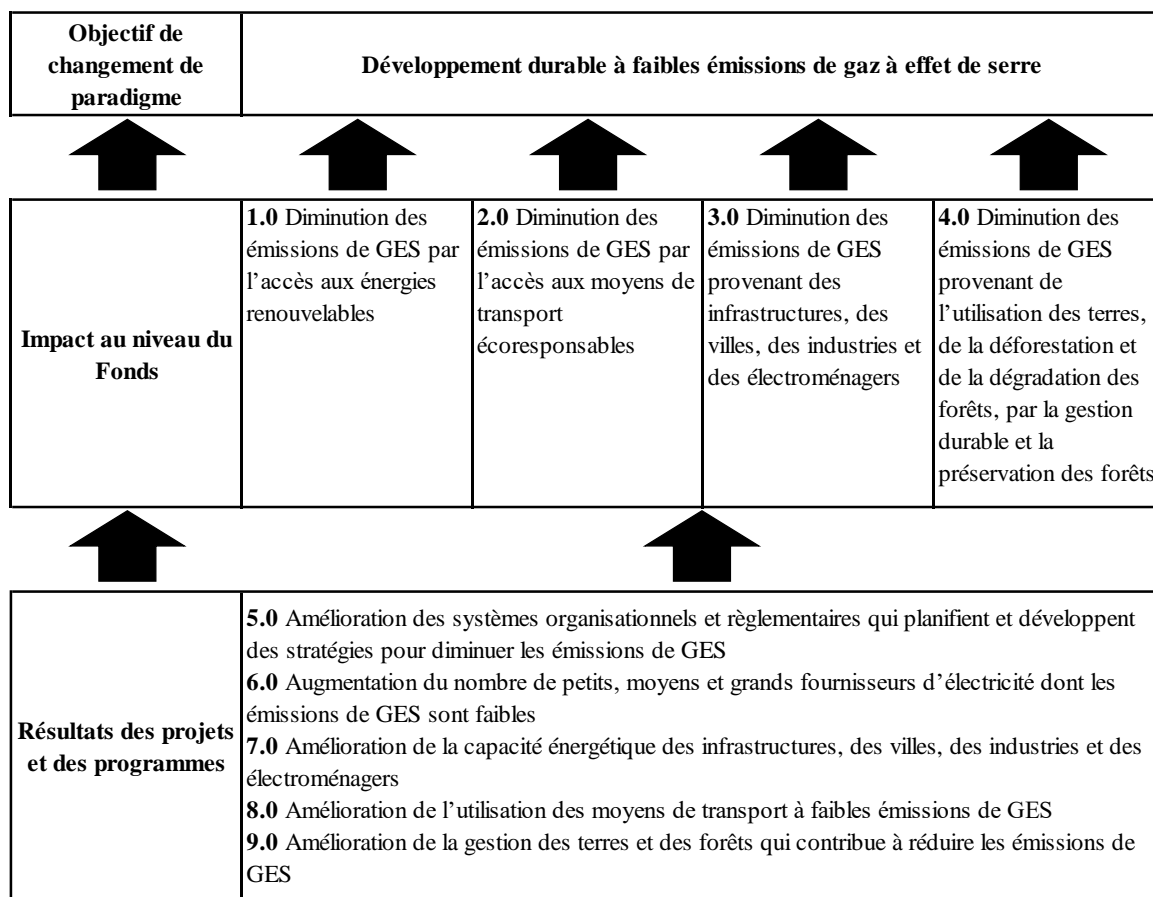 Objectif de
changement de
paradigme
Développement durable à faibles émissions de gaz à effet de serre
Impact au niveau du
Fonds
1.0 Diminution des
émissions de GES par
l’accès aux énergies
renouvelables
2.0 Diminution des
émissions de GES par
l’accès aux moyens de
transport
écoresponsables
3.0 Diminution des
émissions de GES
provenant des
infrastructures, des
villes, des industries et
des électroménagers
4.0 Diminution des
émissions de GES
provenant de
l’utilisation des terres,
de la déforestation et
de la dégradation des
forêts, par la gestion
durable et la
préservation des forêts
Résultats des projets
et des programmes
5.0 Amélioration des systèmes organisationnels et règlementaires qui planifient et développent
des stratégies pour diminuer les émissions de GES
6.0 Augmentation du nombre de petits, moyens et grands fournisseurs d’électricité dont les
émissions de GES sont faibles
7.0 Amélioration de la capacité énergétique des infrastructures, des villes, des industries et des
électroménagers
8.0 Amélioration de l’utilisation des moyens de transport à faibles émissions de GES
9.0 Amélioration de la gestion des terres et des forêts qui contribue à réduire les émissions de
GES